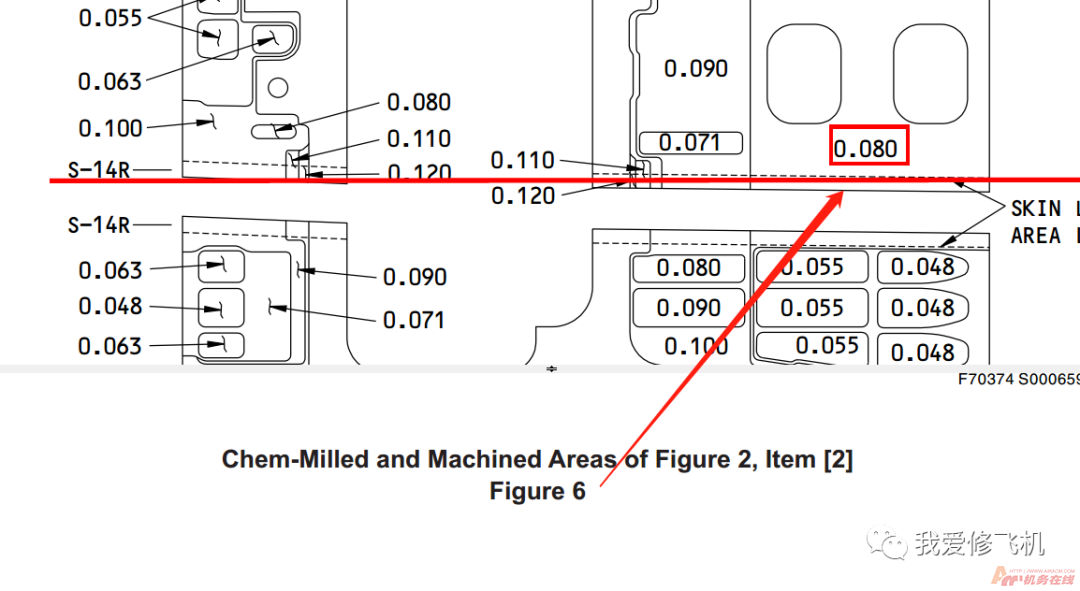 0.055
0.063
0.100
S-14R
0.080
0.110
0.120
0.090
0.071
0.110
0.120
0.080
S-14R
0.063
0.048
0.063
0.090
0.071
0.080
0.055
0.048
0.090
0.055
0.048
0.100
0.055
0.048
SKIN L
AREA
F70374 S000659
Chem-Milled and Machined Areas of Figure 2, Item [2]
Figure 6
我爱修飞机
机务在线